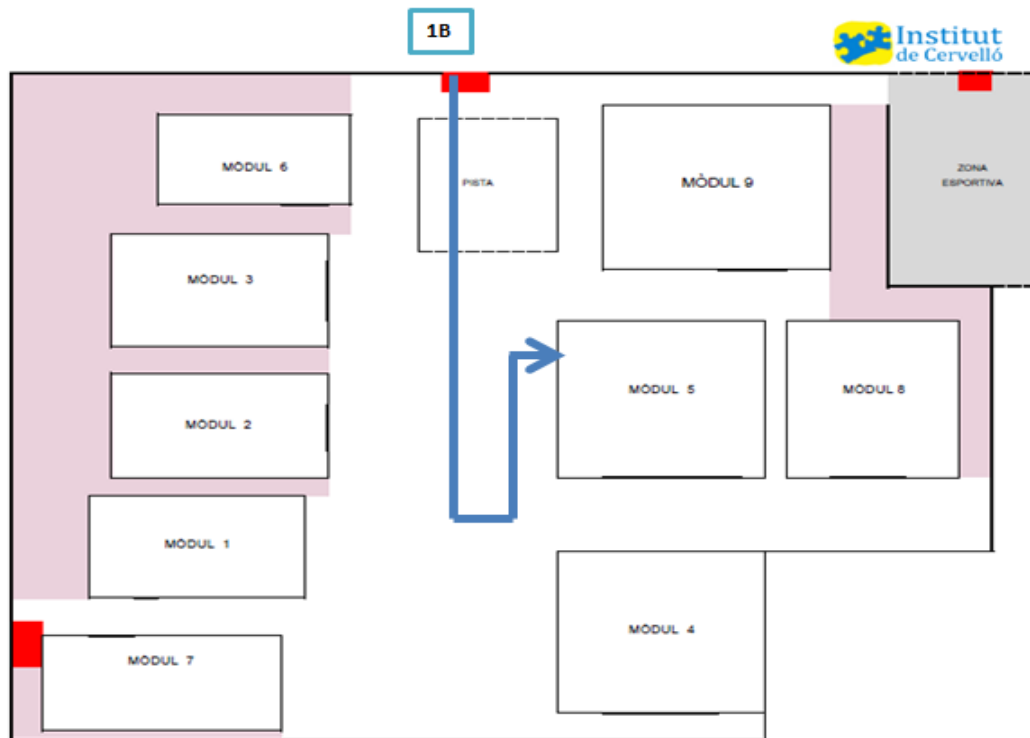 1B
Institut
de Cervelló
MÒDUL 6
PISTA
MÒDUL 9
ZONA
ESPORTIVA
MÒDUL 3
MÒDUL 5
MÒDUL 8
MÒDUL 2
MÒDUL 1
MÒDUL 4
MÒDUL 7